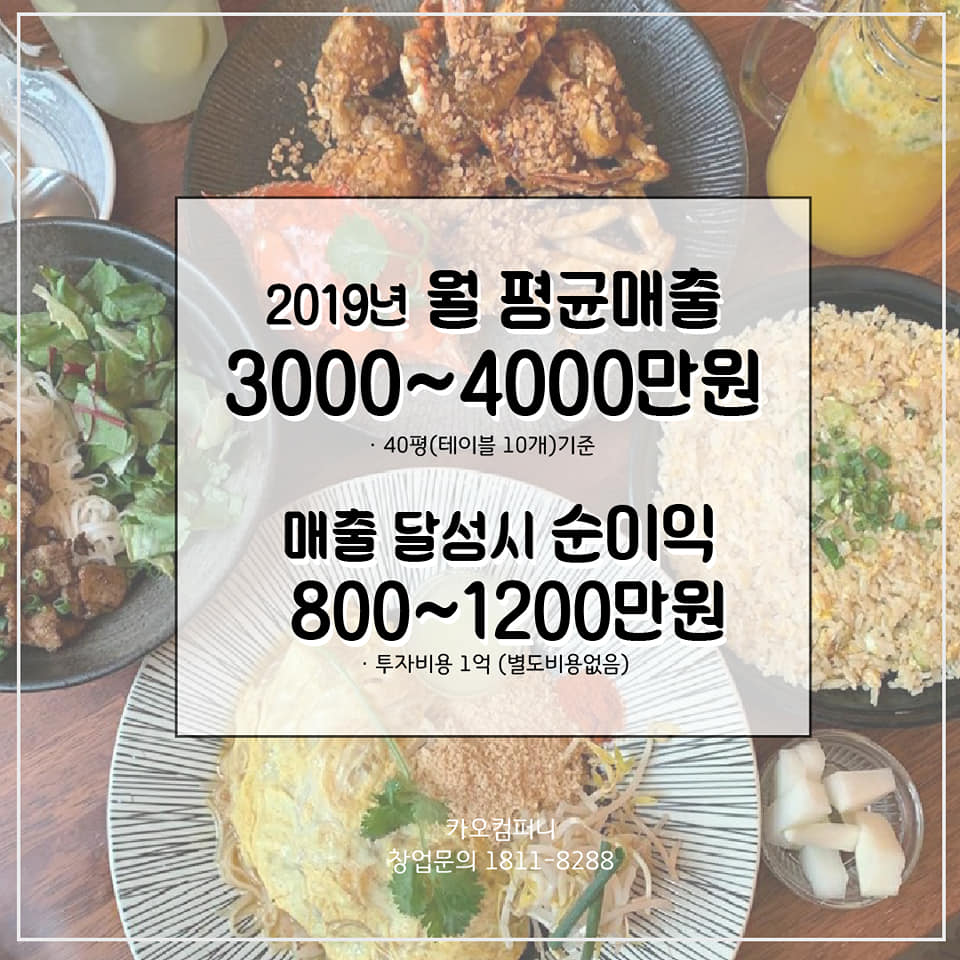 2019년 월 평균매출
3000~4000만원
· 40평(테이블 10개)기준
매출 달성시 순이익
800~1200만원
· 투자비용 1억 (별도비용없음)
카오컴퍼니
창업문의 1811-8288